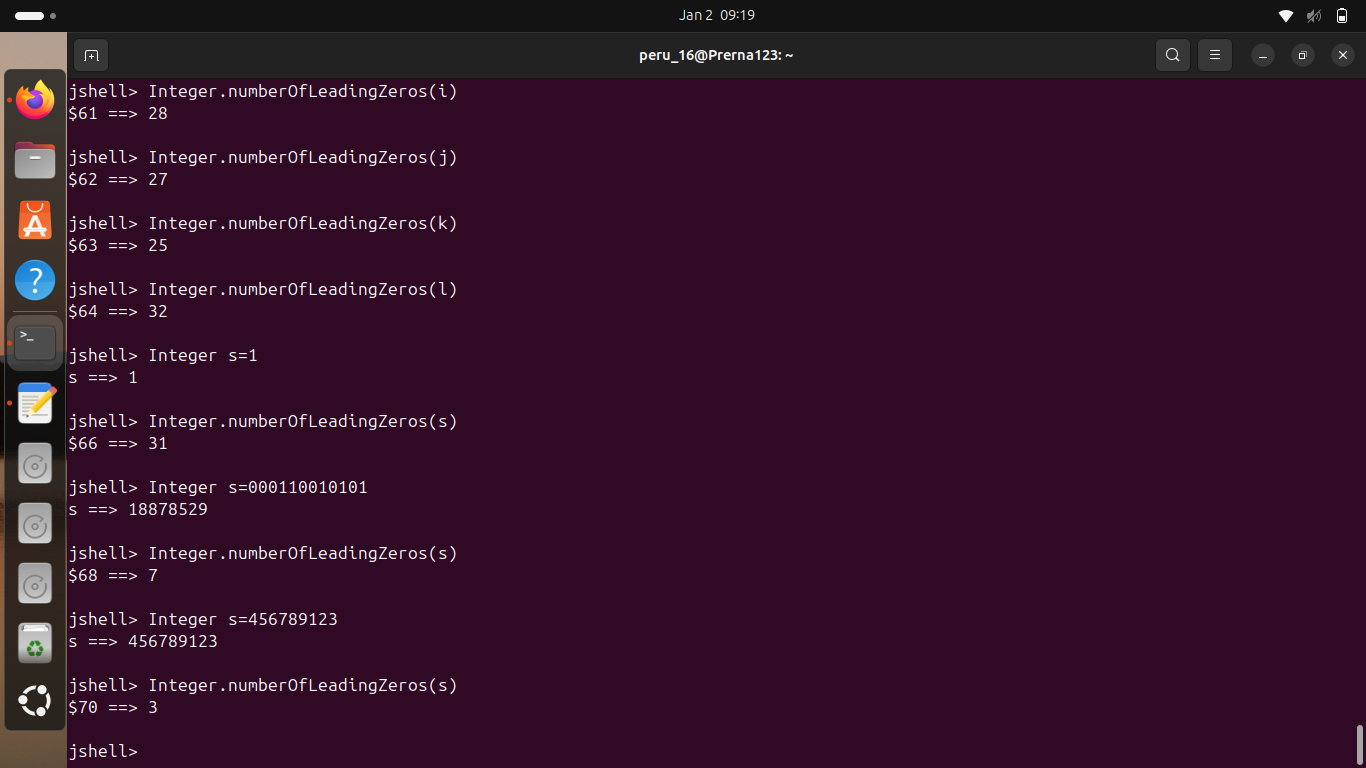 Jan 2 09:19
peru_16@Prerna123: ~
jshell> Integer.numberOfLeadingZeros(i)
$61 ==> 28
jshell> Integer.numberOfLeadingZeros(j)
$62 ==> 27
jshell> Integer.numberOfLeadingZeros(k)
$63 ==> 25
jshell> Integer.numberOfLeadingZeros(l)
$64 ==> 32
jshell> Integer s=1
s ==> 1
jshell> Integer.numberOfLeadingZeros(s)
$66 ==> 31
jshell> Integer s=000110010101
s ==> 18878529
jshell> Integer.numberOfLeadingZeros(s)
$68 ==> 7
jshell> Integer s=456789123
s ==> 456789123
jshell> Integer.numberOfLeadingZeros(s)
$70 ==> 3
jshell>